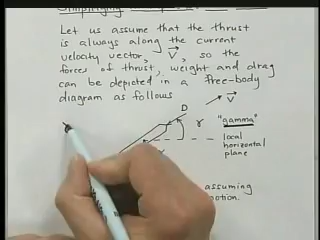 Let us assume that the thrust
is always along the current
velocity vector, V, so the
forces of thrust, weight and drag
can be depicted in a free-body
diagram as follows
D
V
γ
"gamma"
local
horizontal
plane
assuming